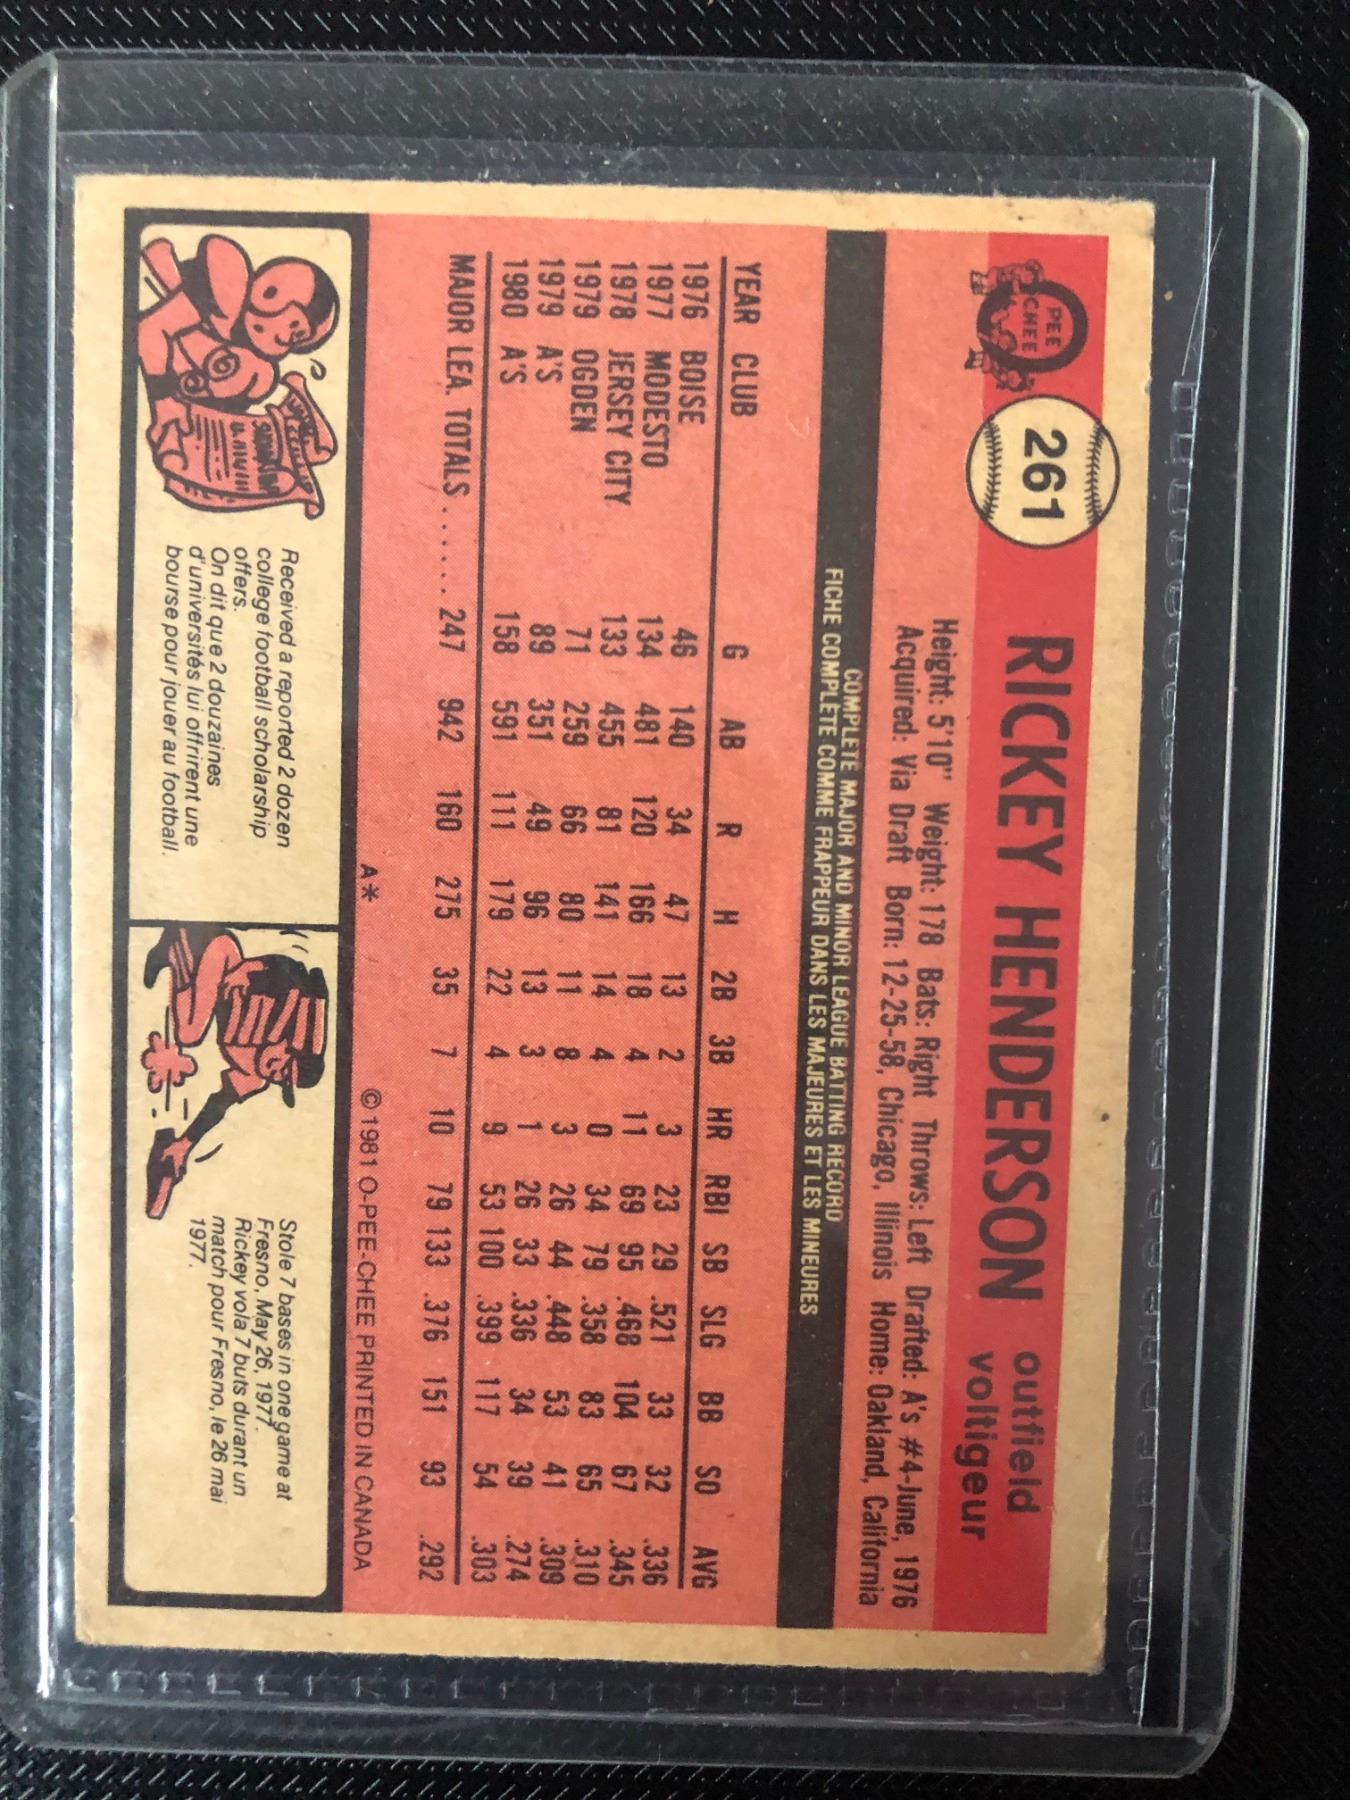 O
PEE
CHEE
261
RICKEY HENDERSON outfield
voltigeur
Height: 5'10" Weight: 178 Bats: Right Throws: Left Drafted: A's #4-June, 1976
Acquired: Via Draft Born: 12-25-58, Chicago, Illinois Home: Oakland, California
COMPLETE MAJOR AND MINOR LEAGUE BATTING RECORD
FICHE COMPLETE COMME FRAPPEUR DANS LES MAJEURES ET LES MINEURES
YEAR CLUB G AB R H 2B 3B HR RBI SB SLG BB SO AVG
1976 BOISE 46 140 34 47 13 2 3 23 29 .521 33 32 .336
1977 MODESTO 134 481 120 166 18 4 11 69 95 .468 104 67 .345
1978 JERSEY CITY 133 455 81 141 14 4 0 34 79 .358 83 65 .310
1979 OGDEN 71 259 66 80 11 8 3 26 44 .448 53 41 .309
1979 A'S 89 351 49 96 13 3 1 26 33 .336 34 39 .274
1980 A'S 158 591 111 179 22 4 9 53 100 .399 117 54 .303
MAJOR LEA. TOTALS...... 247 942 160 275 35 7 10 79 133 .376 151 93 .292
A* © 1981 O-PEE-CHEE PRINTED IN CANADA
Received a reported 2 dozen
college football scholarship
offers.
On dit que 2 douzaines
d'universités lui offrirent une
bourse pour jouer au football.
Stole 7 bases in one game at
Fresno, May 26, 1977.
Rickey vola 7 buts durant un
match pour Fresno, le 26 mai
1977.